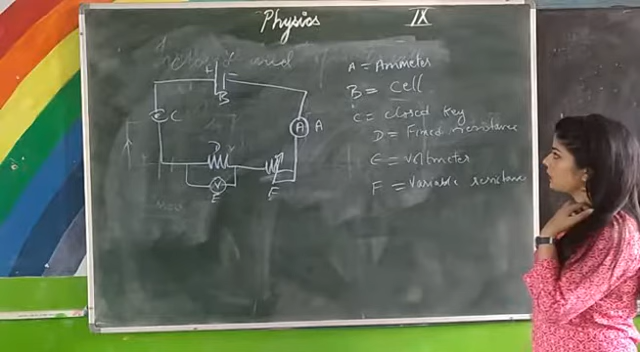 Physics IX
A = Ammeter
B = Cell
C = closed key
D = Fixed resistance
E = Voltmeter
F = Variable resistance
+ -
B
C
A A
D
V
E
F